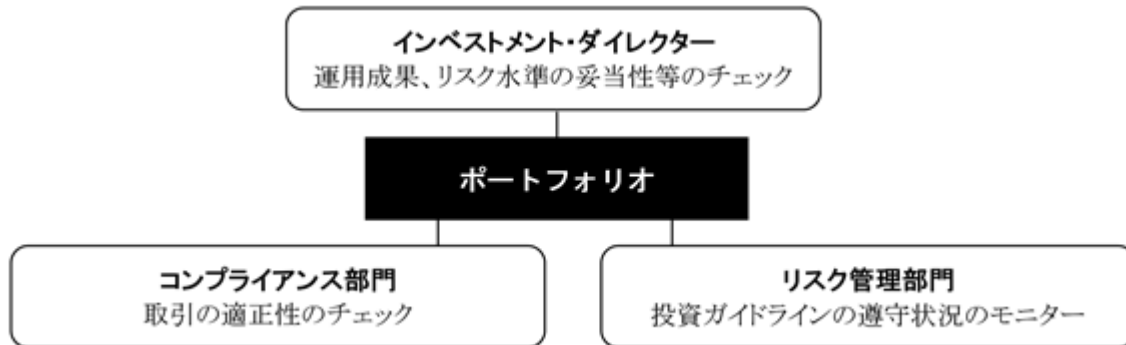 インベストメント・ダイレクター
運用成果、リスク水準の妥当性等のチェック
ポートフォリオ
コンプライアンス部門
取引の適正性のチェック
リスク管理部門
投資ガイドラインの遵守状況のモニター